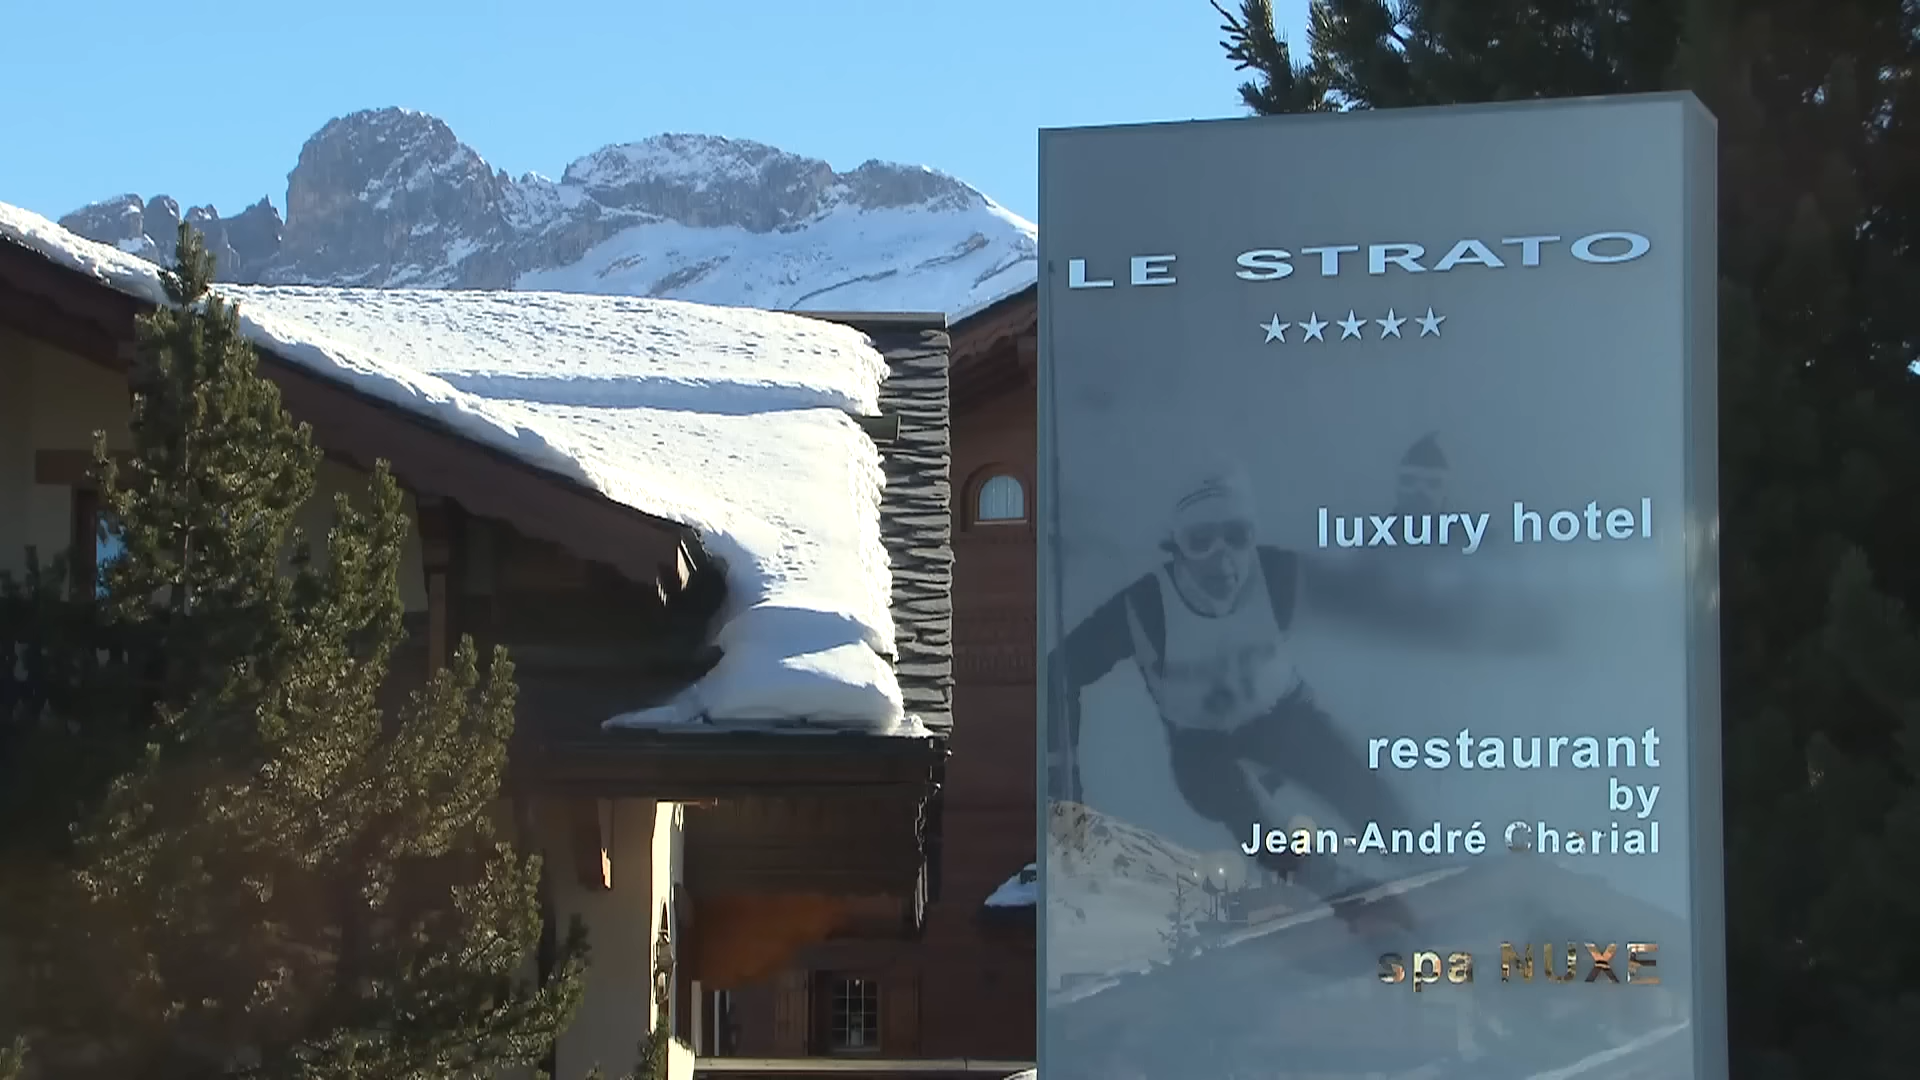 LE STRATO
★★★★★
luxury hotel
restaurant
by
Jean-André Charial
spa NUXE